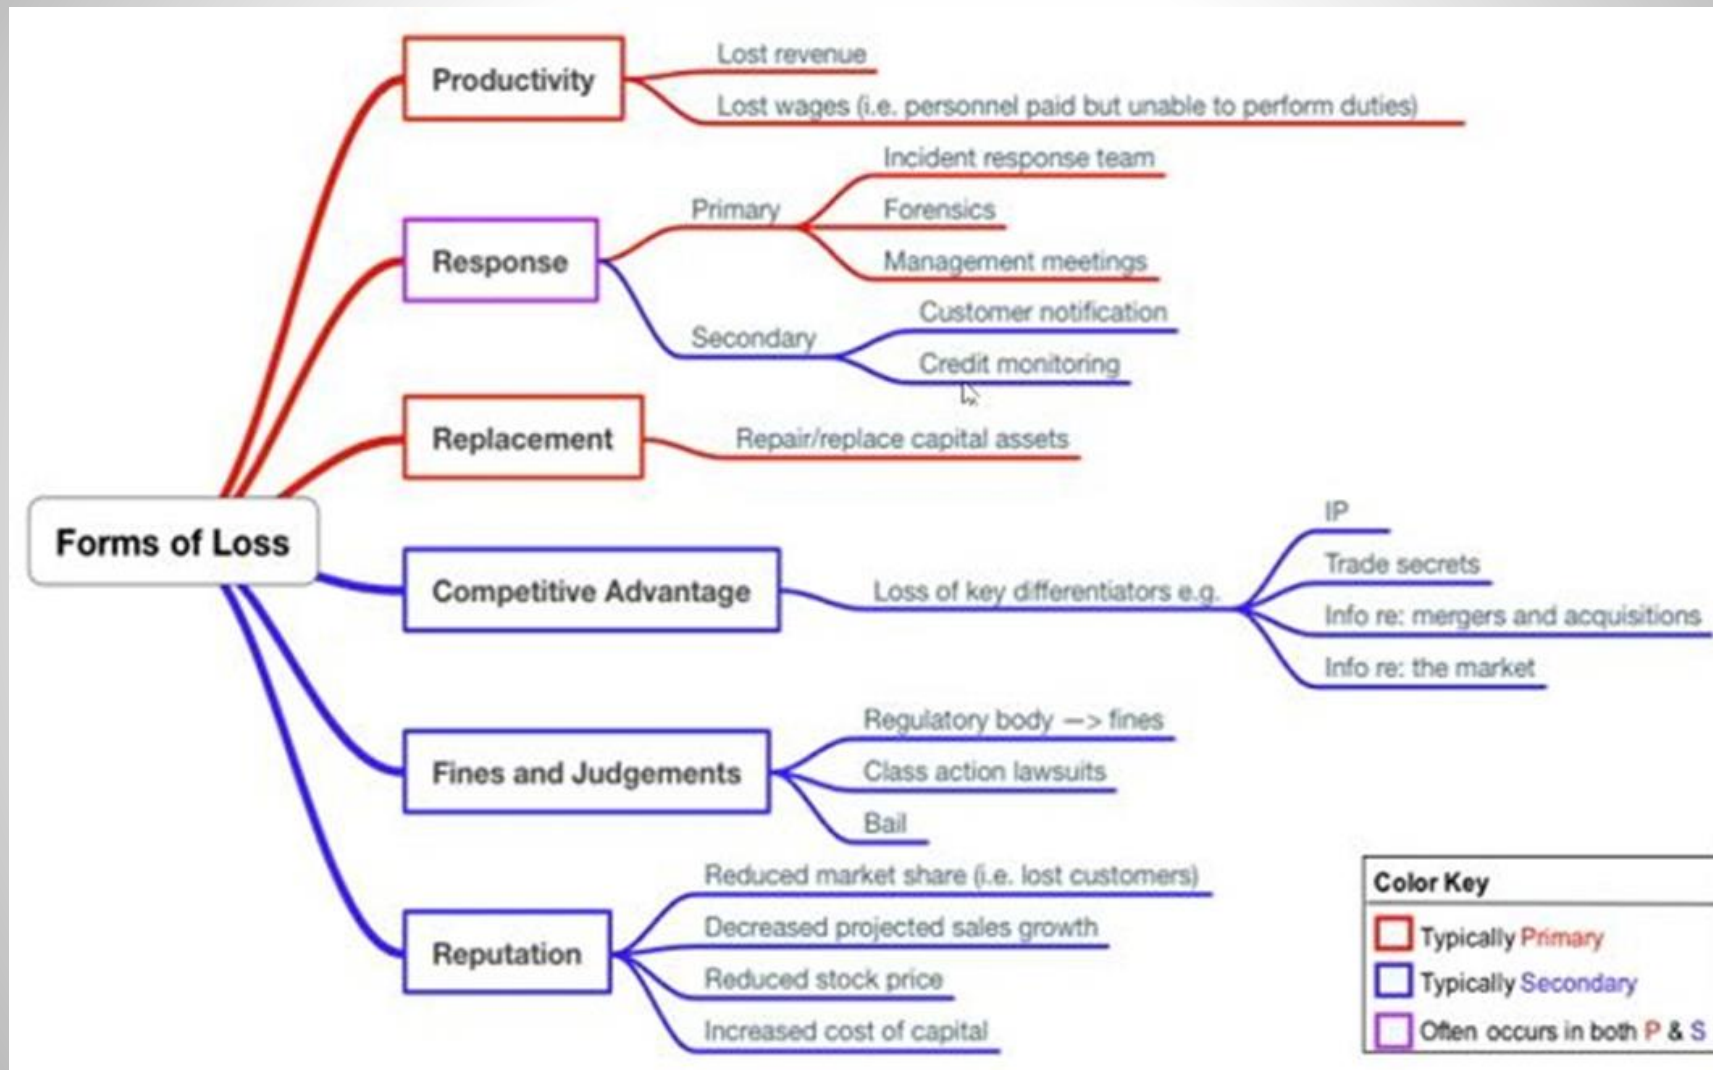 Productivity
Lost revenue
Lost wages (i.e. personnel paid but unable to perform duties)
Response
Primary
Incident response team
Forensics
Management meetings
Secondary
Customer notification
Credit monitoring
Replacement
Repair/replace capital assets
Forms of Loss
Competitive Advantage
Loss of key differentiators e.g.
IP
Trade secrets
Info re: mergers and acquisitions
Info re: the market
Fines and Judgements
Regulatory body —> fines
Class action lawsuits
Bail
Reputation
Reduced market share (i.e. lost customers)
Decreased projected sales growth
Reduced stock price
Increased cost of capital
Color Key
Typically Primary
Typically Secondary
Often occurs in both P & S